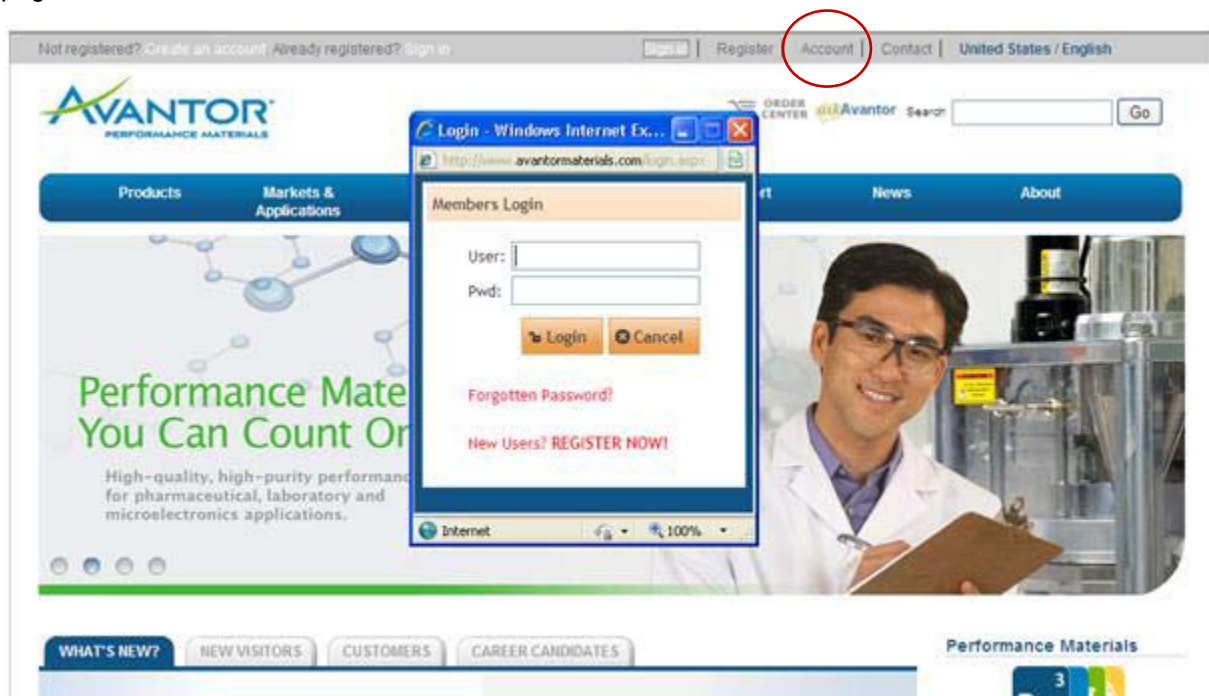 Not registered? Create an account. Already registered? Sign in
Sign in | Register Account | Contact | United States / English
AVANTOR
PERFORMANCE MATERIALS
ORDER CENTER askAvantor Search Go
Login - Windows Internet Ex...
http://www.avantormaterials.com/login.aspx
Products Markets & Applications rt News About
Members Login
User:
Pwd:
Login Cancel
Forgotten Password?
New Users? REGISTER NOW!
Internet 100%
Performance Mate
You Can Count On
High-quality, high-purity performanc
for pharmaceutical, laboratory and
microelectronics applications.
WHAT'S NEW? NEW VISITORS CUSTOMERS CAREER CANDIDATES
Performance Materials
3